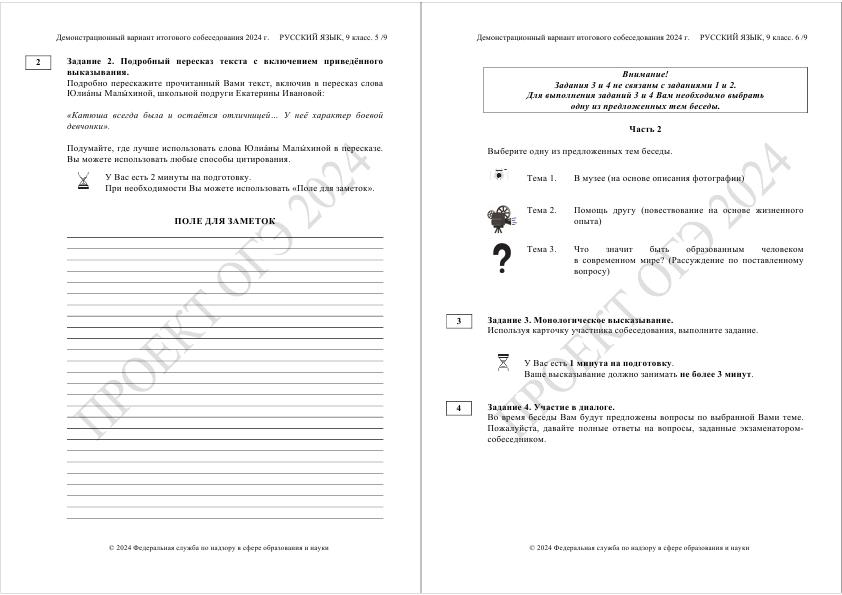 Демонстрационный вариант итогового собеседования 2024 г. РУССКИЙ ЯЗЫК, 9 класс. 5 /9
2
Задание 2. Подробный пересказ текста с включением приведённого
высказывания.
Подробно перескажите прочитанный Вами текст, включив в пересказ слова
Юлиа́ны Малы́хиной, школьной подруги Екатерины Ивановой:
«Катюша всегда была и остаётся отличницей… У неё характер боевой
девчонки».
Подумайте, где лучше использовать слова Юлиа́ны Малы́хиной в пересказе.
Вы можете использовать любые способы цитирования.
У Вас есть 2 минуты на подготовку.
При необходимости Вы можете использовать «Поле для заметок».
ПОЛЕ ДЛЯ ЗАМЕТОК
ПРОЕКТ ОГЭ 2024
© 2024 Федеральная служба по надзору в сфере образования и науки
Демонстрационный вариант итогового собеседования 2024 г. РУССКИЙ ЯЗЫК, 9 класс. 6 /9
Внимание!
Задания 3 и 4 не связаны с заданиями 1 и 2.
Для выполнения заданий 3 и 4 Вам необходимо выбрать
одну из предложенных тем беседы.
Часть 2
Выберите одну из предложенных тем беседы.
Тема 1. В музее (на основе описания фотографии)
Тема 2. Помощь другу (повествование на основе жизненного
опыта)
Тема 3. Что значит быть образованным человеком
в современном мире? (Рассуждение по поставленному
вопросу)
3
Задание 3. Монологическое высказывание.
Используя карточку участника собеседования, выполните задание.
У Вас есть 1 минута на подготовку.
Ваше высказывание должно занимать не более 3 минут.
4
Задание 4. Участие в диалоге.
Во время беседы Вам будут предложены вопросы по выбранной Вами теме.
Пожалуйста, давайте полные ответы на вопросы, заданные экзаменатором-
собеседником.
ПРОЕКТ ОГЭ 2024
© 2024 Федеральная служба по надзору в сфере образования и науки